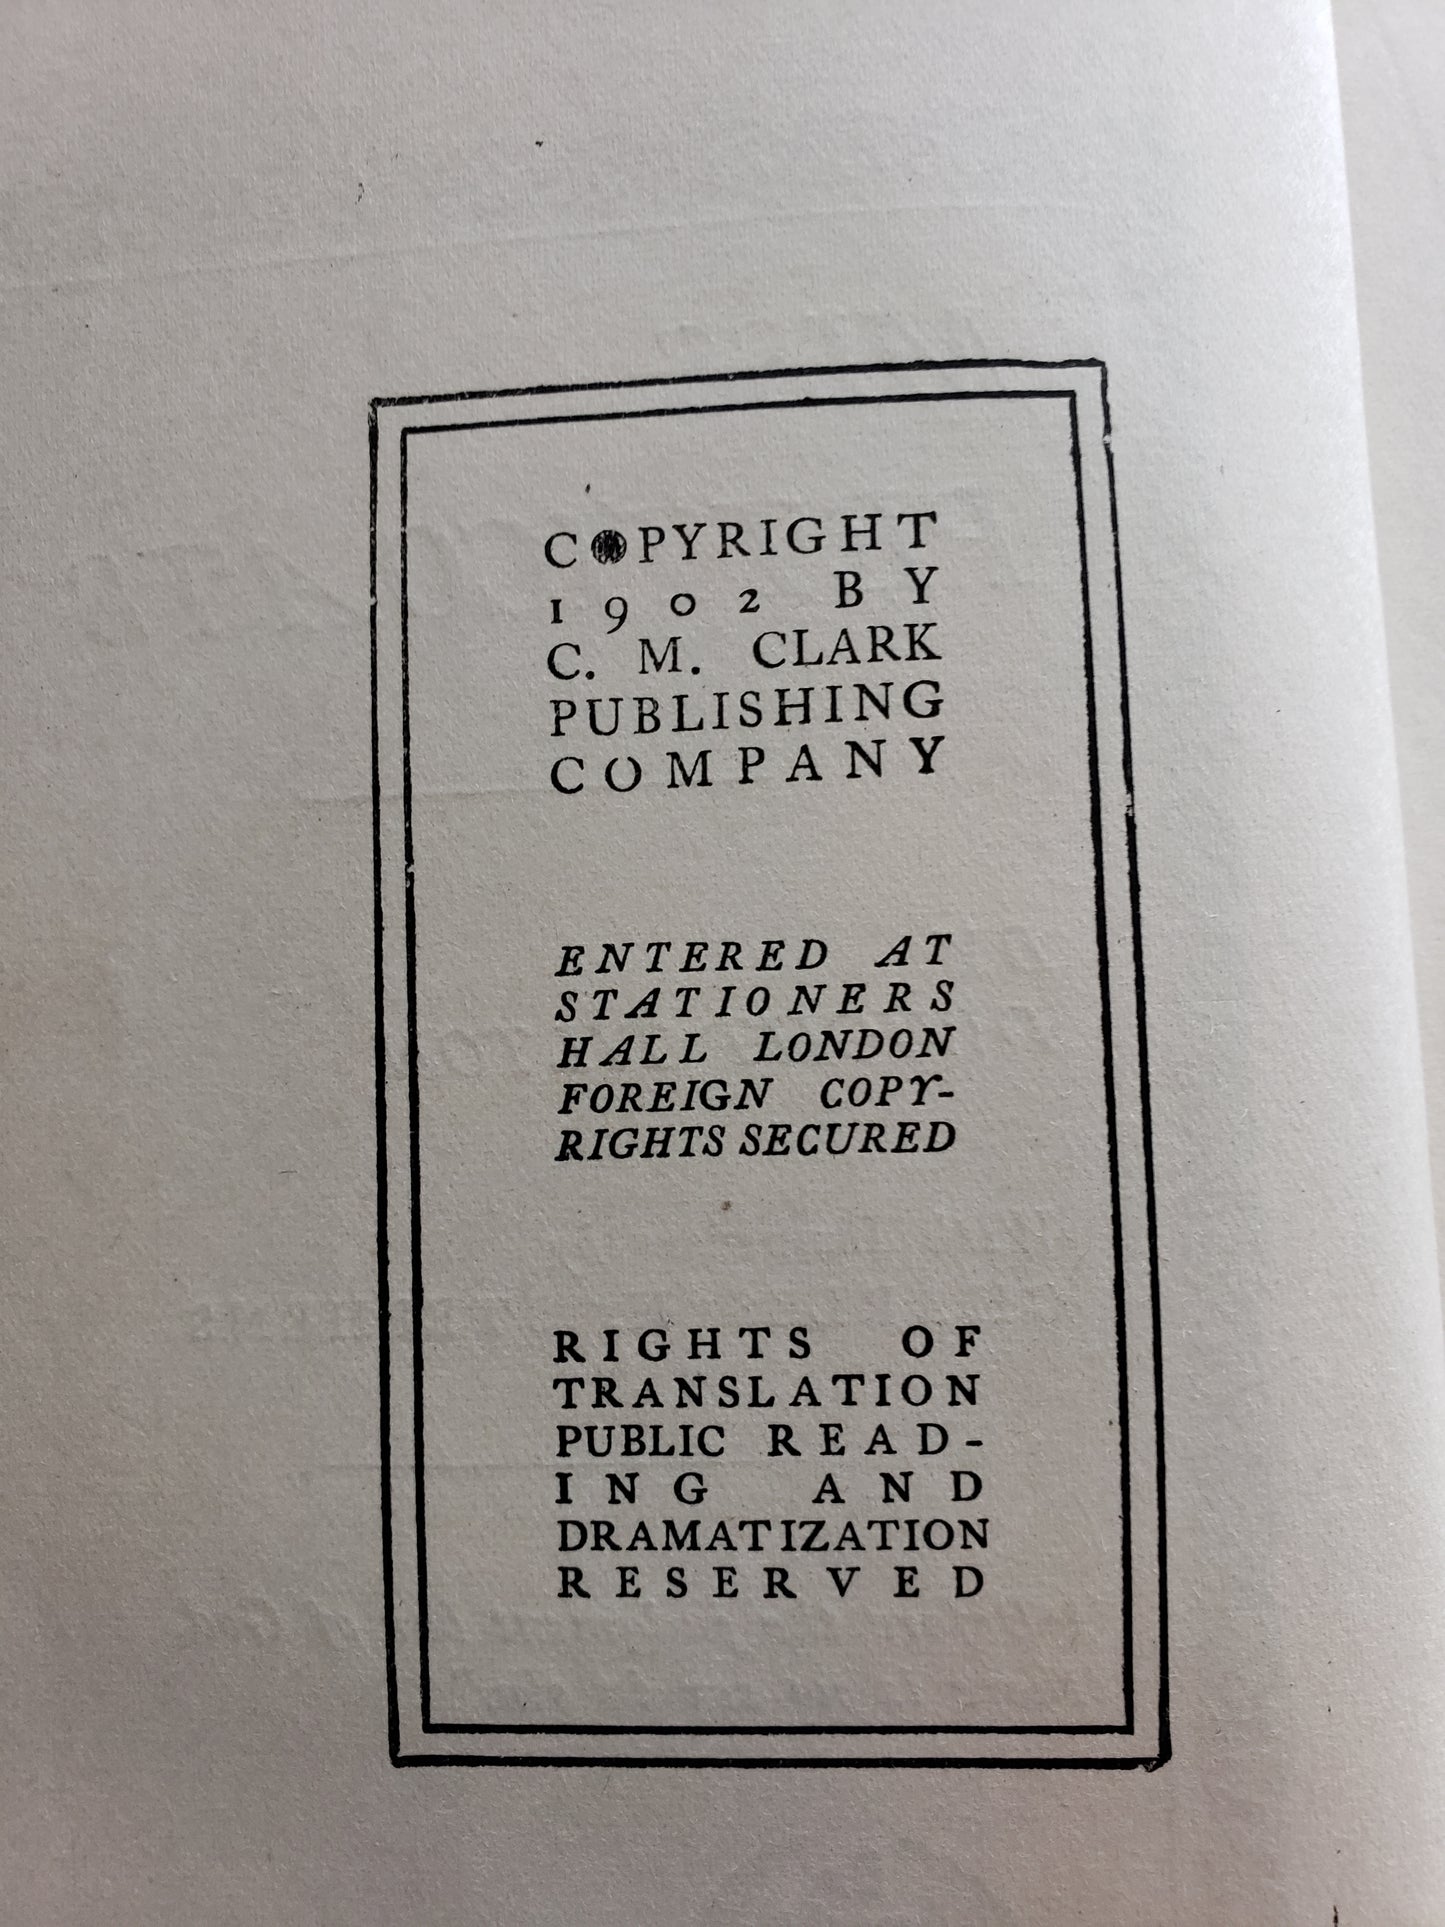 COPYRIGHT
1902 BY
C. M. CLARK
PUBLISHING
COMPANY
ENTERED AT
STATIONERS
HALL LONDON
FOREIGN COPY-
RIGHTS SECURED
RIGHTS OF
TRANSLATION
PUBLIC READ-
ING AND
DRAMATIZATION
RESERVED